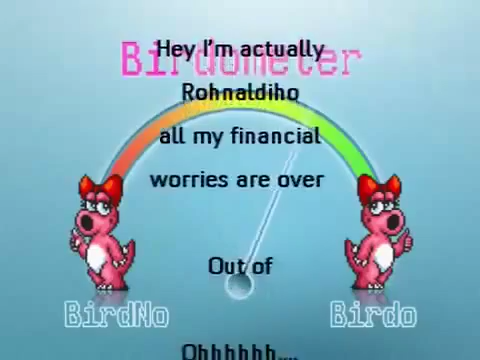 Birdometer
Hey I'm actually
Rohnaldiho
all my financial
worries are over
Out of
BirdNo
Birdo
Ohhhhhh....